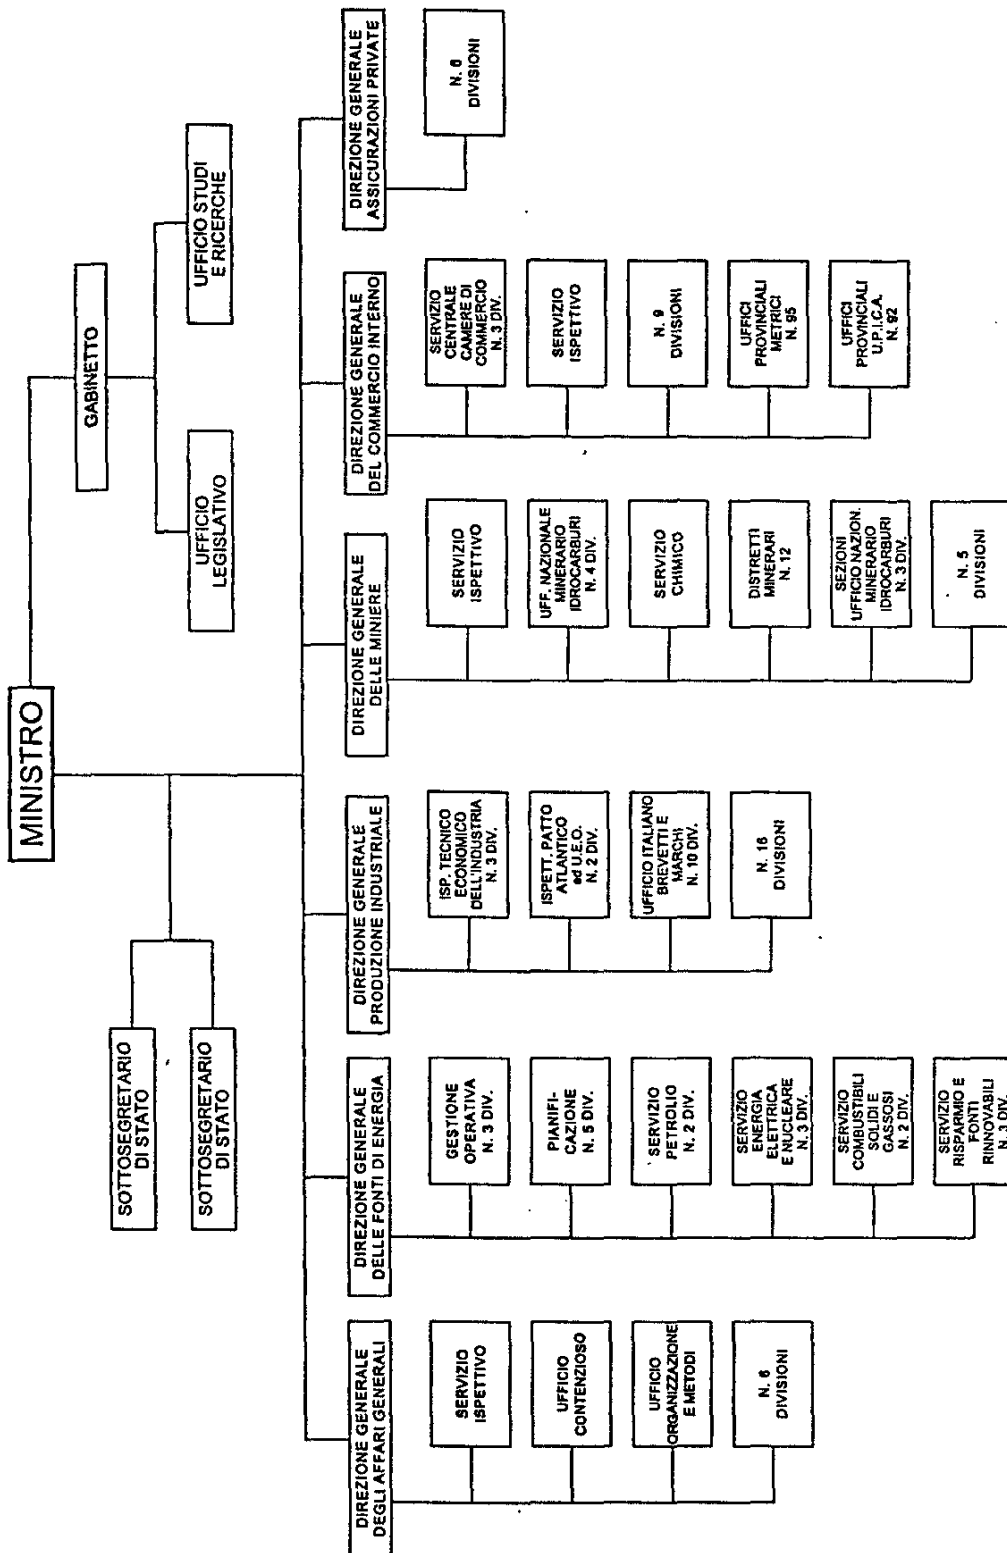 MINISTRO
GABINETTO
UFFICIO
LEGISLATIVO
UFFICIO STUDI
E RICERCHE
SOTTOSEGRETARIO
DI STATO
SOTTOSEGRETARIO
DI STATO
DIREZIONE GENERALE
DEGLI AFFARI GENERALI
SERVIZIO
ISPETTIVO
UFFICIO
CONTENZIOSO
UFFICIO
ORGANIZZAZIONE
E METODI
N. 6
DIVISIONI
DIREZIONE GENERALE
DELLE FONTI DI ENERGIA
GESTIONE
OPERATIVA
N. 3 DIV.
PIANIFI-
CAZIONE
N. 5 DIV.
SERVIZIO
PETRIOLIO
N. 2 DIV.
SERVIZIO
ENERGIA
ELETTRICA
E NUCLEARE
N. 3 DIV.
SERVIZIO
COMBUSTIBILI
SOLIDI E
GASSOSI
N. 2 DIV.
SERVIZIO
RISPARMIO E
FONTI
RINNOVABILI
N. 3 DIV.
DIREZIONE GENERALE
PRODUZIONE INDUSTRIALE
ISP. TECNICO
ECONOMICO
DELL'INDUSTRIA
N. 3 DIV.
ISPETT. PATTO
ATLANTICO
ed U.E.O.
N. 2 DIV.
UFFICIO ITALIANO
BREVETTI E
MARCHI
N. 10 DIV.
N. 16
DIVISIONI
DIREZIONE GENERALE
DELLE MINIERE
SERVIZIO
ISPETTIVO
UFF. NAZIONALE
MINERARIO
IDROCARBURI
N. 4 DIV.
SERVIZIO
CHIMICO
DISTRETTI
MINERARI
N. 12
SEZIONI
UFFICIO NAZION.
MINERARIO
IDROCARBURI
N. 3 DIV.
N. 5
DIVISIONI
DIREZIONE GENERALE
DEL COMMERCIO INTERNO
SERVIZIO
CENTRALE
CAMERE DI
COMMERCIO
N. 3 DIV.
SERVIZIO
ISPETTIVO
N. 9
DIVISIONI
UFFICI
PROVINCIALI
METRICI
N. 95
UFFICI
PROVINCIALI
U.P.I.C.A.
N. 92
DIREZIONE GENERALE
ASSICURAZIONI PRIVATE
N. 6
DIVISIONI